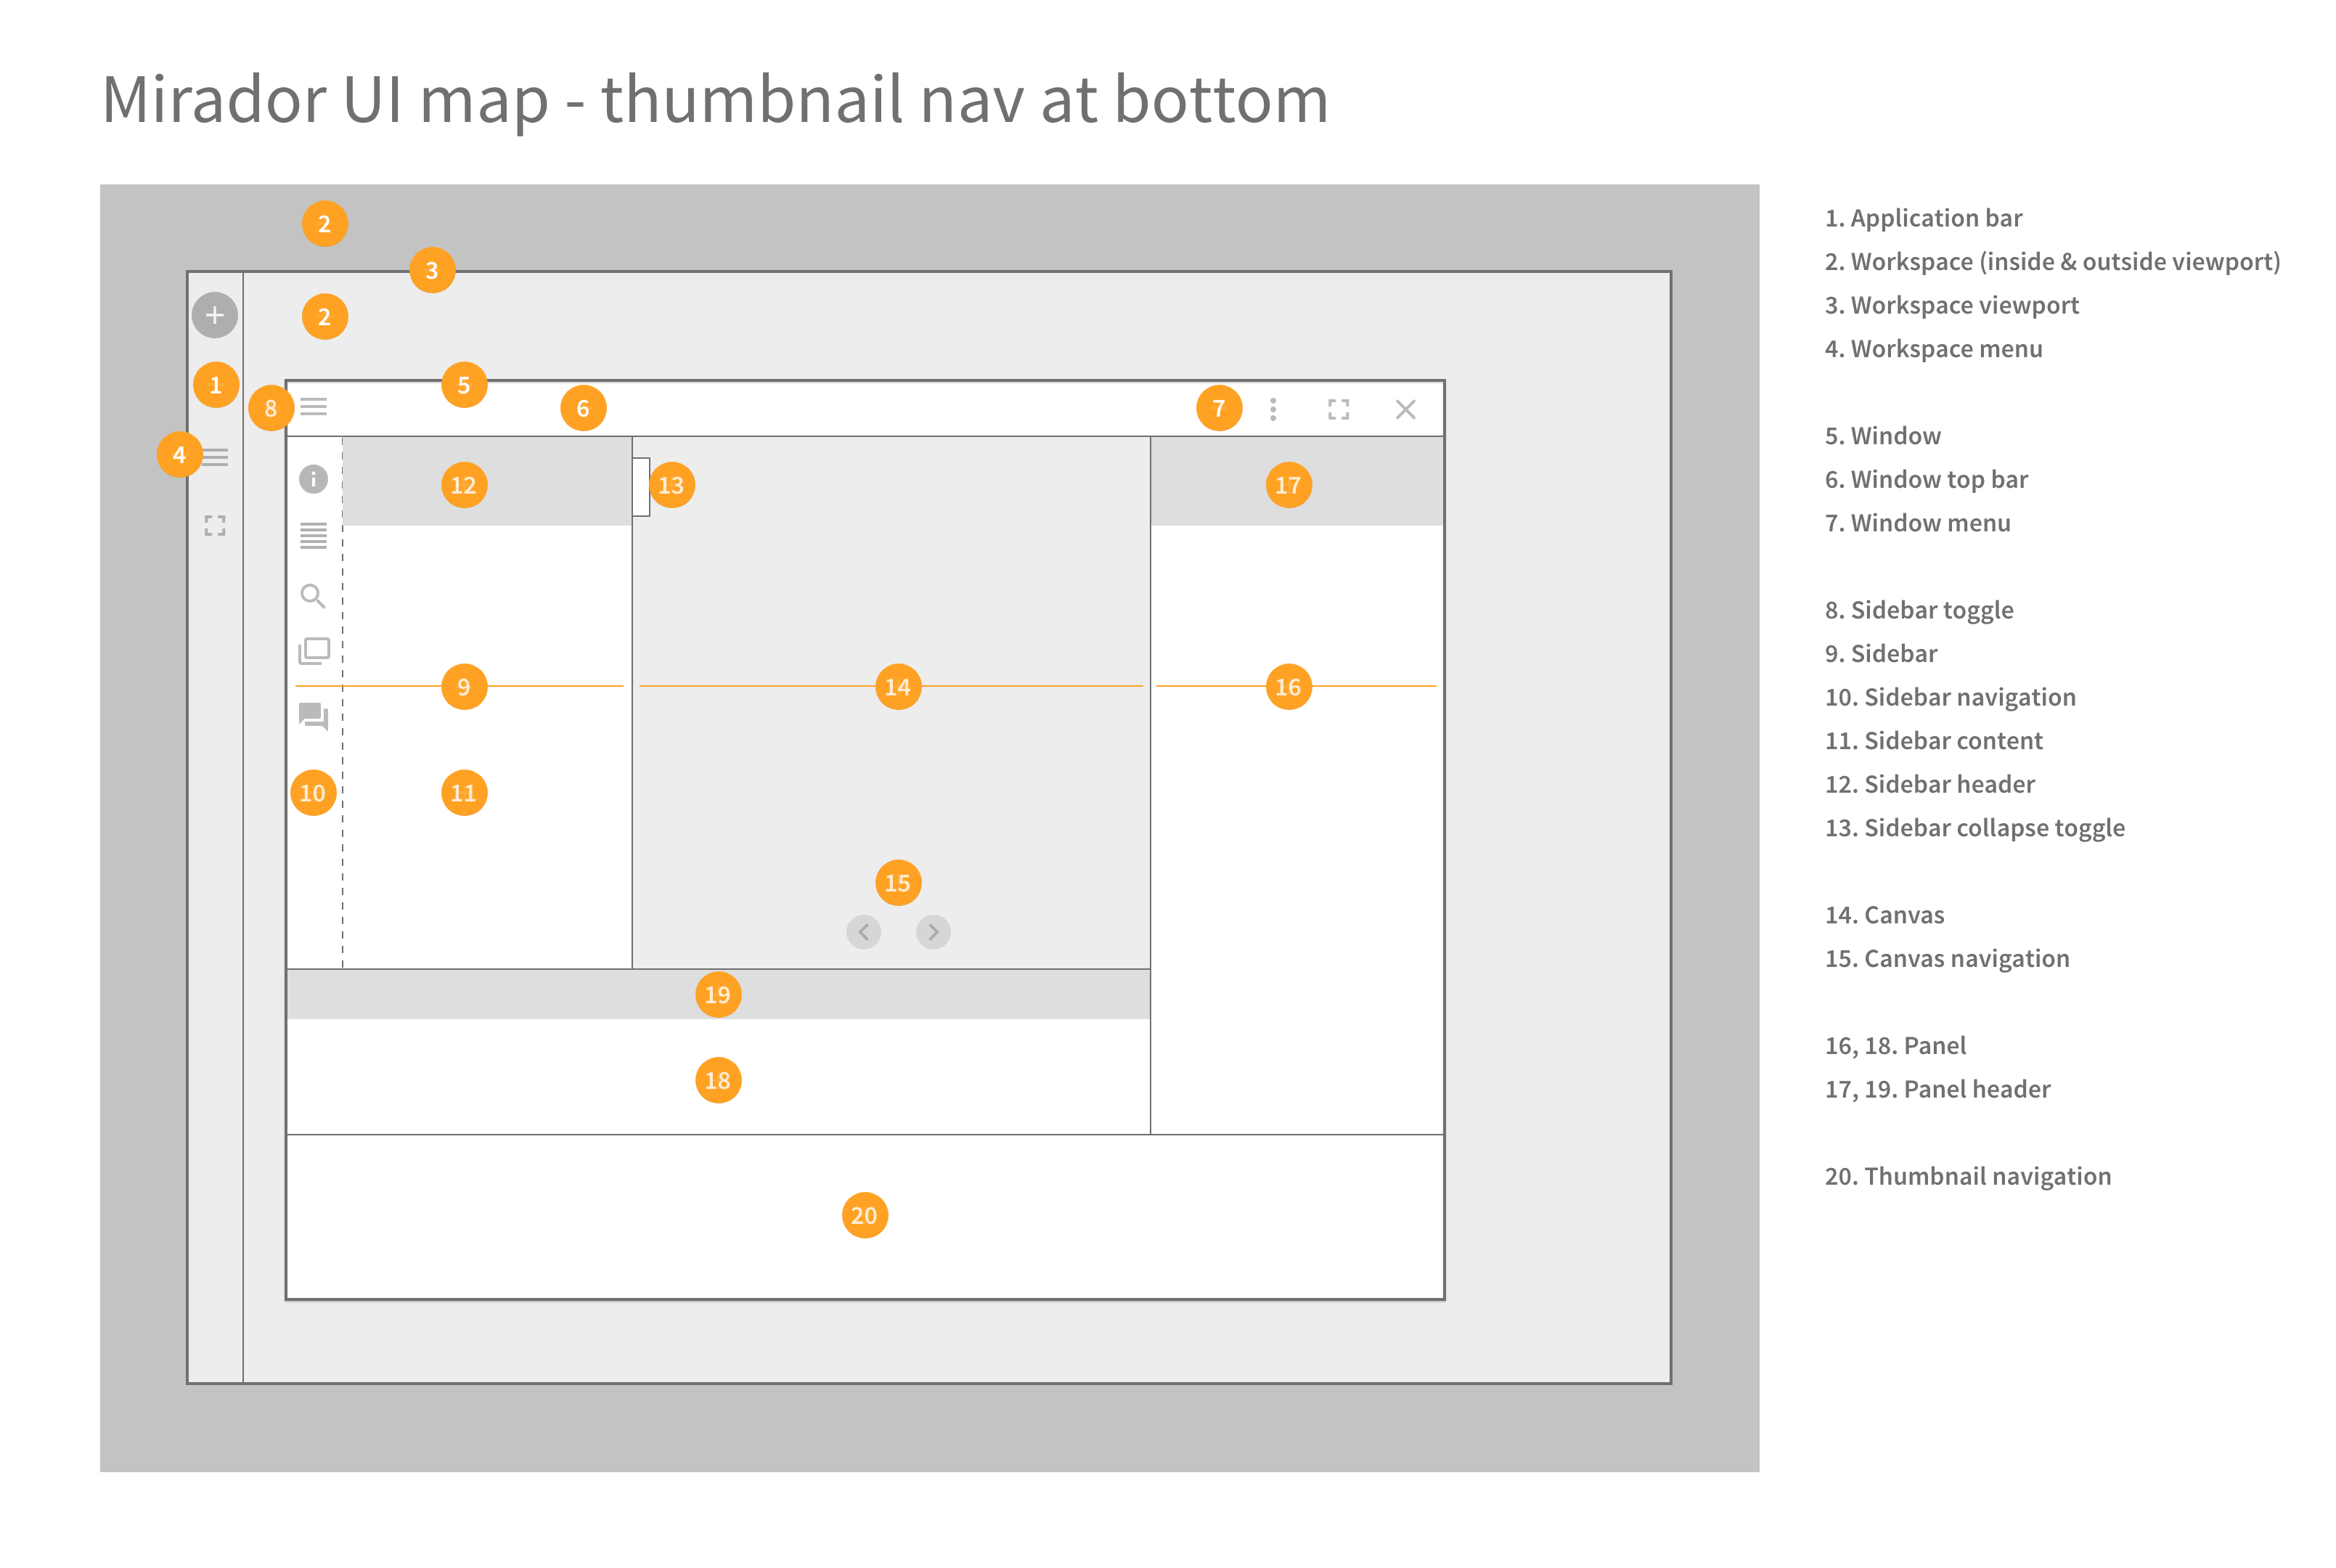 Mirador UI map - thumbnail nav at bottom
2
3
2
1
5
8
6
7
4
12
13
17
9
14
16
10
11
15
19
18
20
1. Application bar
2. Workspace (inside & outside viewport)
3. Workspace viewport
4. Workspace menu
5. Window
6. Window top bar
7. Window menu
8. Sidebar toggle
9. Sidebar
10. Sidebar navigation
11. Sidebar content
12. Sidebar header
13. Sidebar collapse toggle
14. Canvas
15. Canvas navigation
16, 18. Panel
17, 19. Panel header
20. Thumbnail navigation